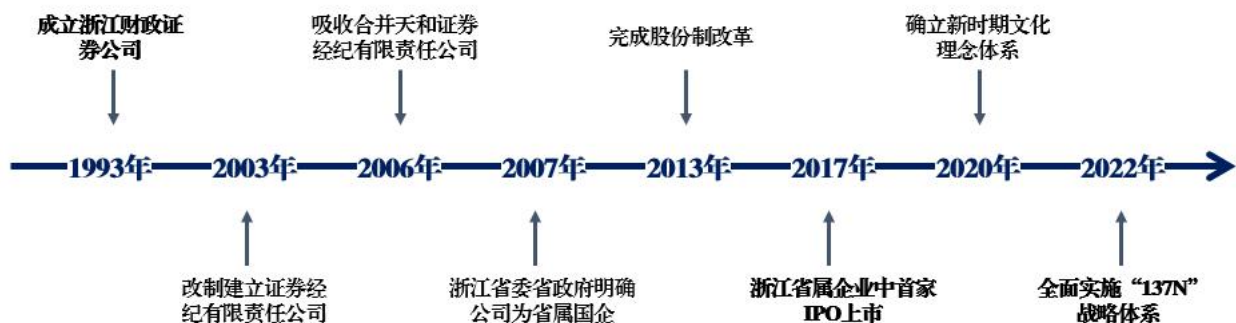 成立浙江财政证
券公司
吸收合并天和证券
经纪有限责任公司
完成股份制改革
确立新时期文化
理念体系
1993年
2003年
2006年
2007年
2013年
2017年
2020年
2022年
改制建立证券经
纪有限责任公司
浙江省委省政府明确
公司为省属国企
浙江省属企业中首家
IPO上市
全面实施“137N”
战略体系